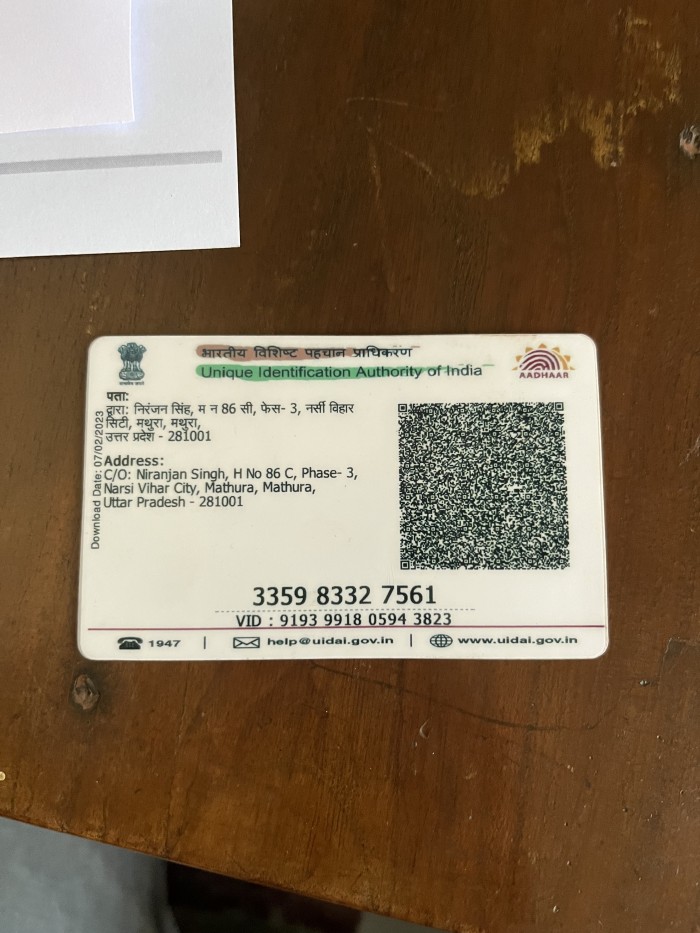 भारतीय विशिष्ट पहचान प्राधिकरण
Unique Identification Authority of India
AADHAAR
पता:
द्वारा: निरंजन सिंह, म न 86 सी, फेस- 3, नर्सी विहार
सिटी, मथुरा, मथुरा,
उत्तर प्रदेश - 281001
Address:
C/O: Niranjan Singh, H No 86 C, Phase- 3,
Narsi Vihar City, Mathura, Mathura,
Uttar Pradesh - 281001
Download Date: 07/02/2023
3359 8332 7561
VID : 9193 9918 0594 3823
1947 | help@uidai.gov.in | www.uidai.gov.in